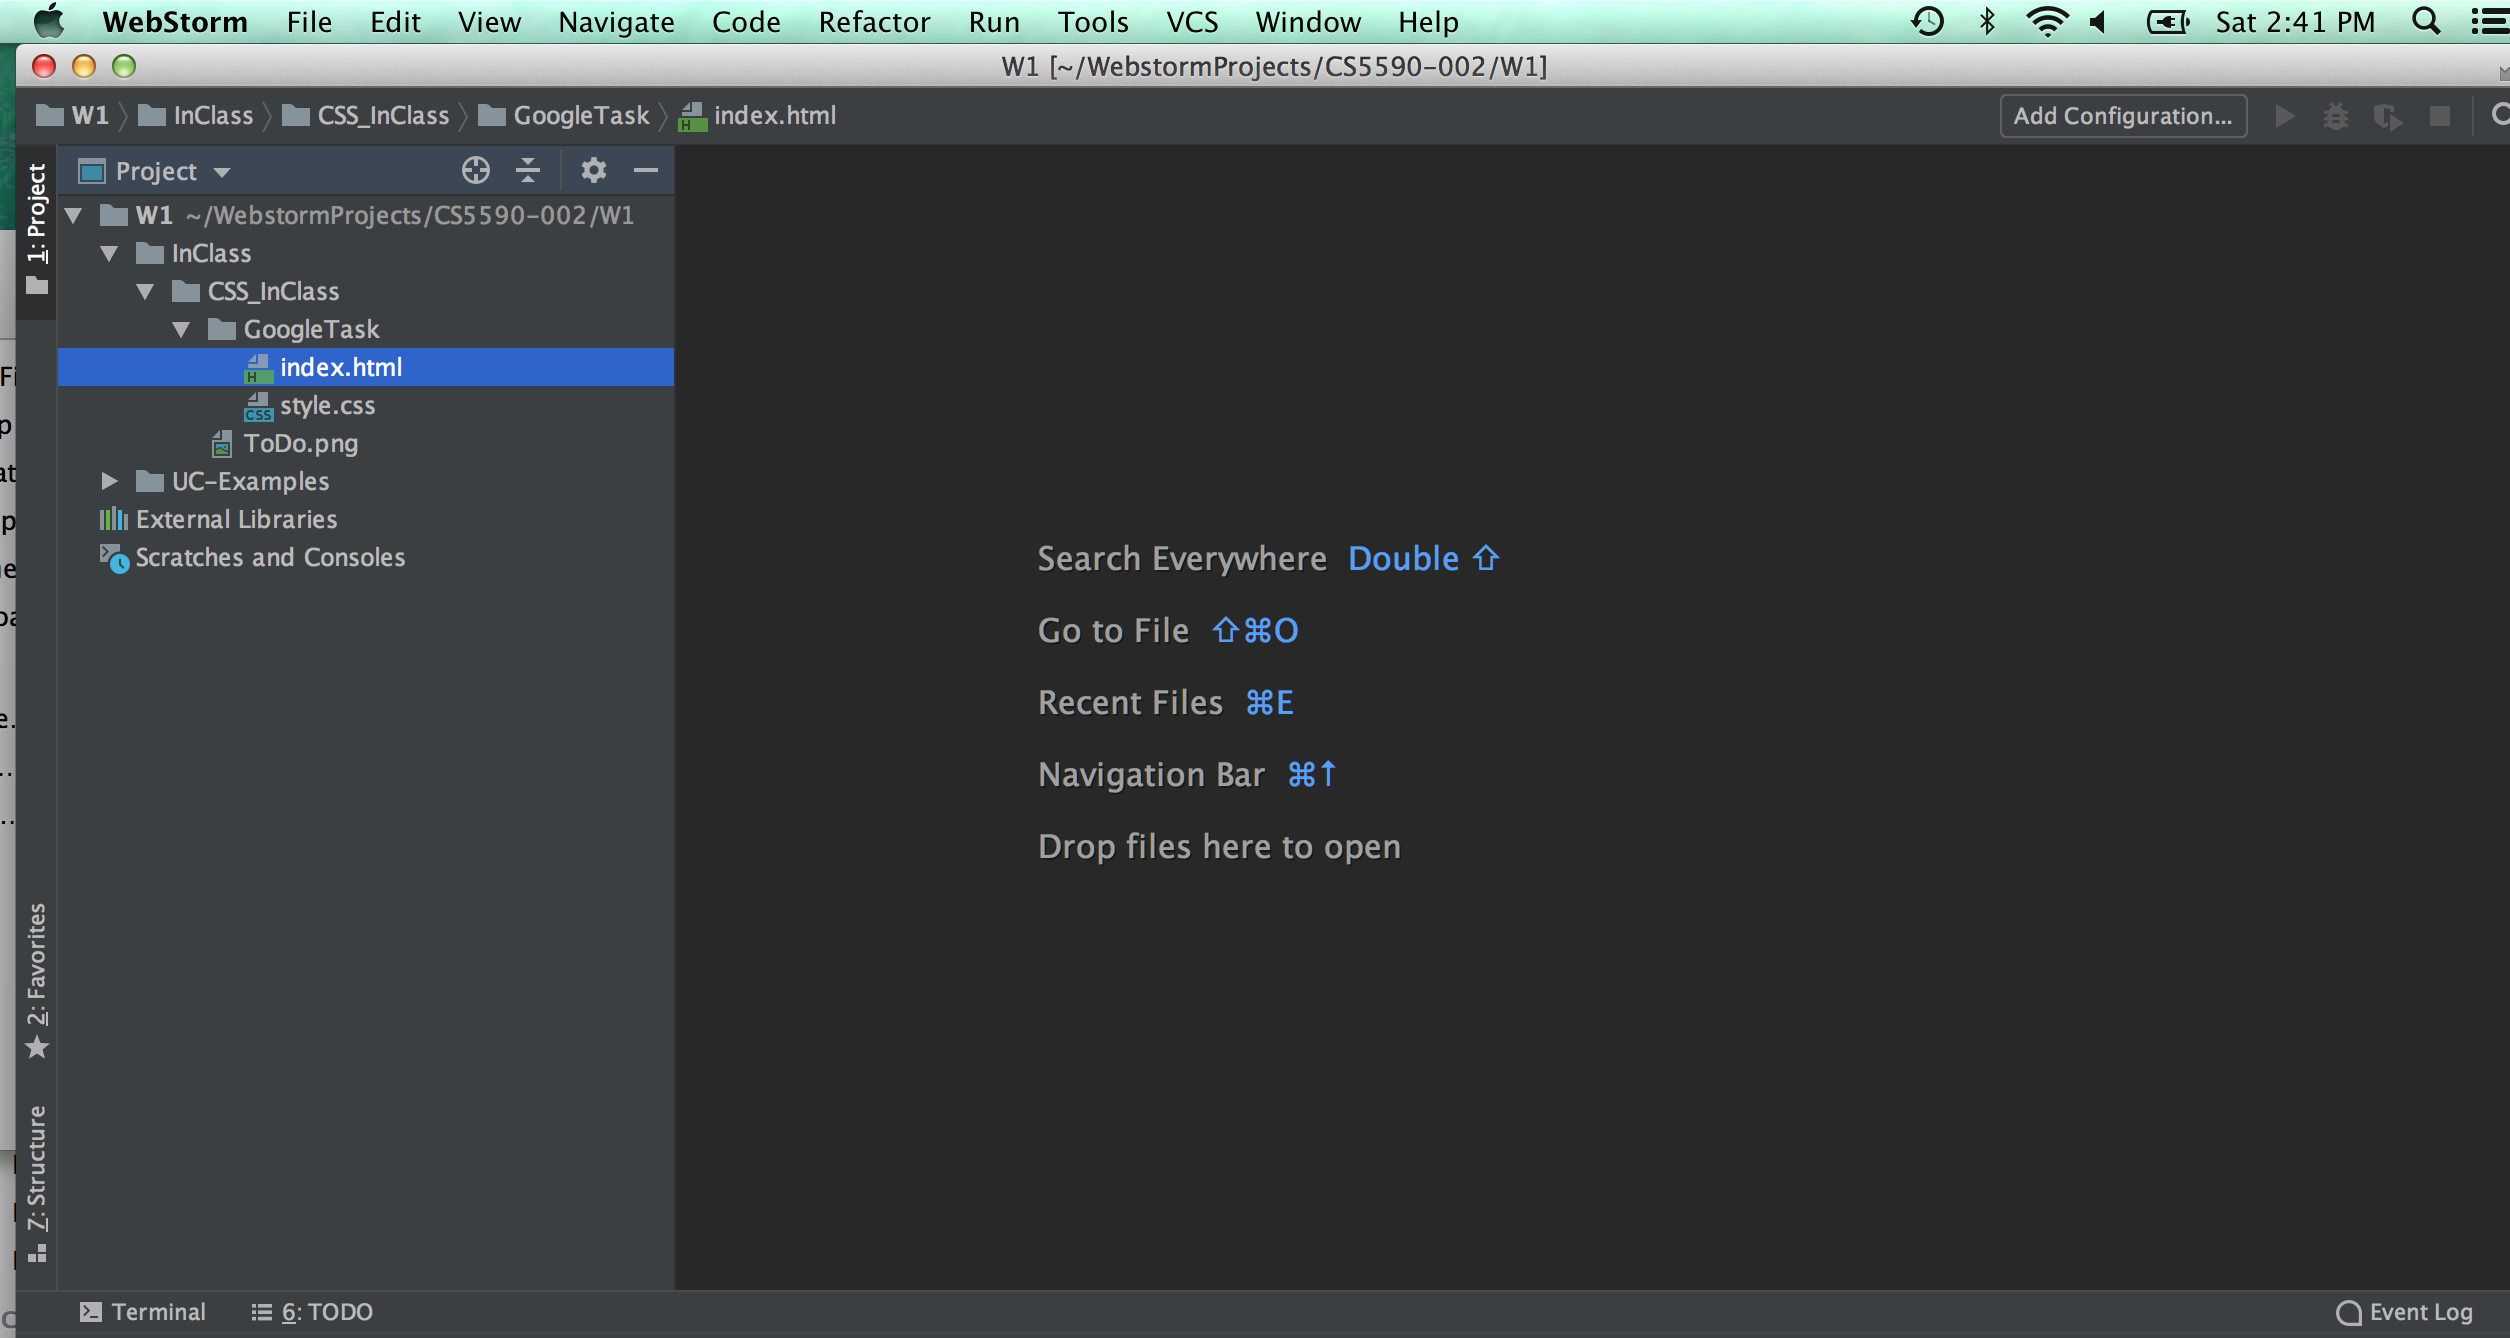 WebStorm File Edit View Navigate Code Refactor Run Tools VCS Window Help Sat 2:41 PM
W1 [~/WebstormProjects/CS5590-002/W1]
W1 InClass CSS_InClass GoogleTask index.html Add Configuration...
1: Project
Project
W1 ~/WebstormProjects/CS5590-002/W1
InClass
CSS_InClass
GoogleTask
index.html
style.css
ToDo.png
UC-Examples
External Libraries
Scratches and Consoles
Search Everywhere Double ⇧
Go to File ⇧⌘O
Recent Files ⌘E
Navigation Bar ⌘↑
Drop files here to open
2: Favorites
7: Structure
Terminal 6: TODO Event Log